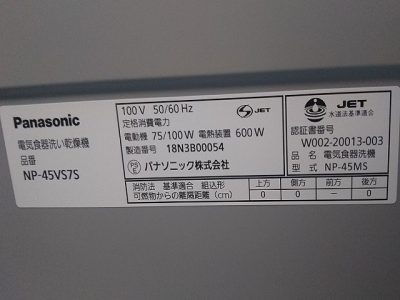 Panasonic
電気食器洗い乾燥機
品番
NP-45VS7S
100V 50/60Hz
定格消費電力
電動機 75/100W 電熱装置 600W
製造番号 18N3B00054
PS E パナソニック株式会社
S JET
消防法 基準適合 組込形
可燃物からの離隔距離(cm)
上方 側方 前方 後方
0 0 - 0
JET
水道法基準適合
認証書番号
W002-20013-003
品名 電気食器洗機
型式 NP-45MS